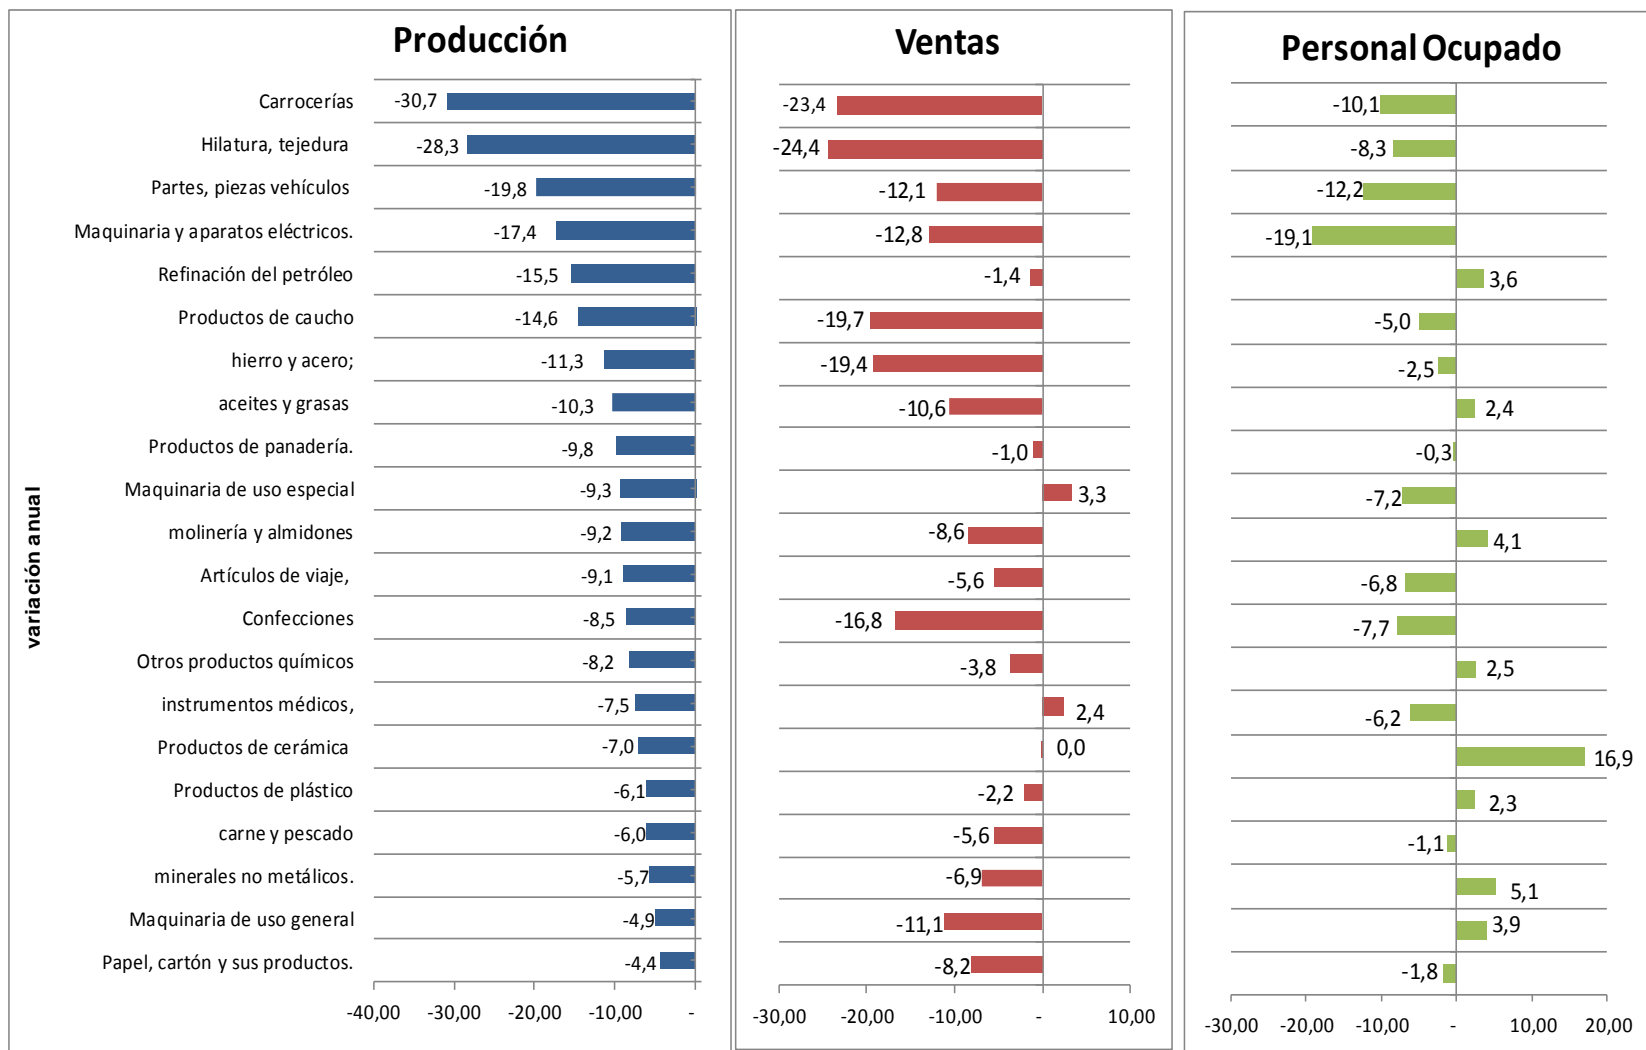 Producción
Ventas
Personal Ocupado
variación anual
Carrocerías -30,7 -23,4 -10,1
Hilatura, tejedura -28,3 -24,4 -8,3
Partes, piezas vehículos -19,8 -12,1 -12,2
Maquinaria y aparatos eléctricos. -17,4 -12,8 -19,1
Refinación del petróleo -15,5 -1,4 3,6
Productos de caucho -14,6 -19,7 -5,0
hierro y acero; -11,3 -19,4 -2,5
aceites y grasas -10,3 -10,6 2,4
Productos de panadería. -9,8 -1,0 -0,3
Maquinaria de uso especial -9,3 3,3 -7,2
molinería y almidones -9,2 -8,6 4,1
Artículos de viaje, -9,1 -5,6 -6,8
Confecciones -8,5 -16,8 -7,7
Otros productos químicos -8,2 -3,8 2,5
instrumentos médicos, -7,5 2,4 -6,2
Productos de cerámica -7,0 0,0 16,9
Productos de plástico -6,1 -2,2 2,3
carne y pescado -6,0 -5,6 -1,1
minerales no metálicos. -5,7 -6,9 5,1
Maquinaria de uso general -4,9 -11,1 3,9
Papel, cartón y sus productos. -4,4 -8,2 -1,8
-40,00 -30,00 -20,00 -10,00 -
-30,00 -20,00 -10,00 - 10,00
-30,00 -20,00 -10,00 - 10,00 20,00